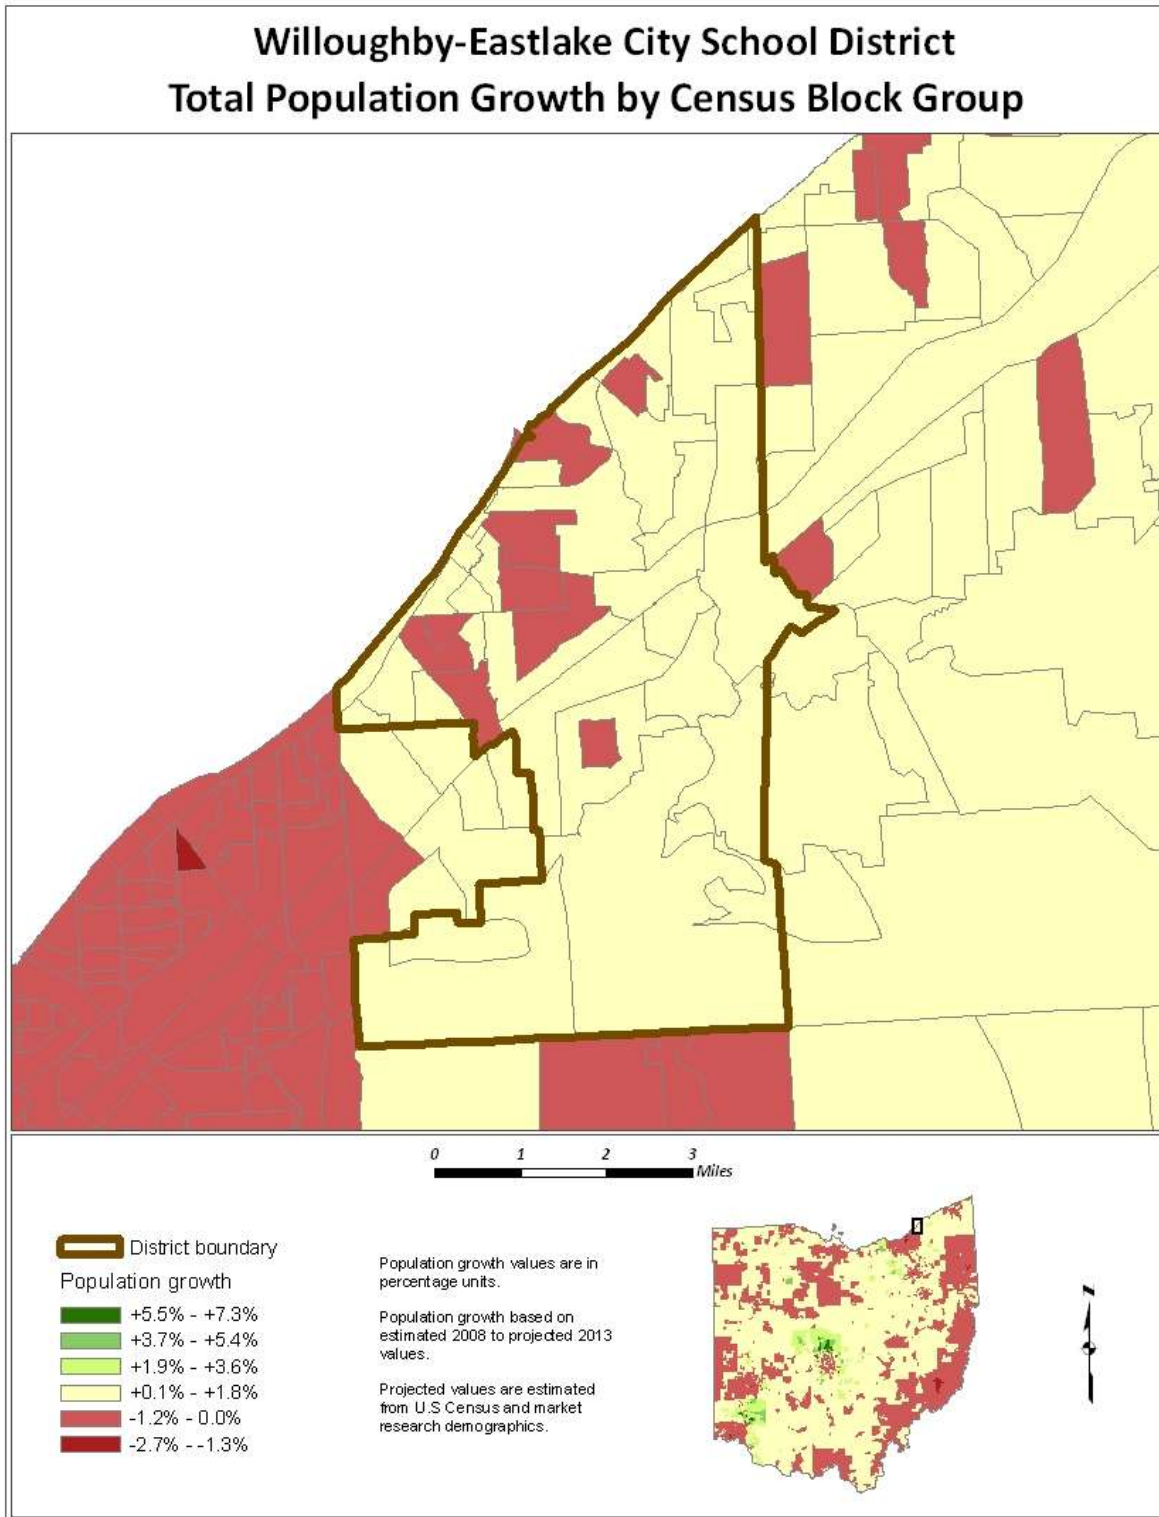 Willoughby-Eastlake City School District
Total Population Growth by Census Block Group
0 1 2 3
Miles
District boundary
Population growth
+5.5% - +7.3%
+3.7% - +5.4%
+1.9% - +3.6%
+0.1% - +1.8%
-1.2% - 0.0%
-2.7% - -1.3%
Population growth values are in
percentage units.
Population growth based on
estimated 2008 to projected 2013
values.
Projected values are estimated
from U.S Census and market
research demographics.
N